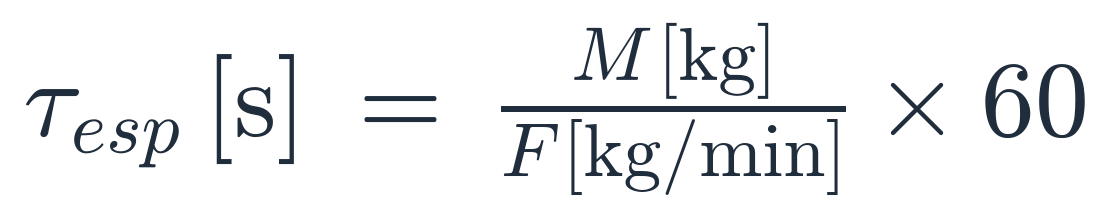 τ_esp [s] = M[kg] / F[kg/min] × 60